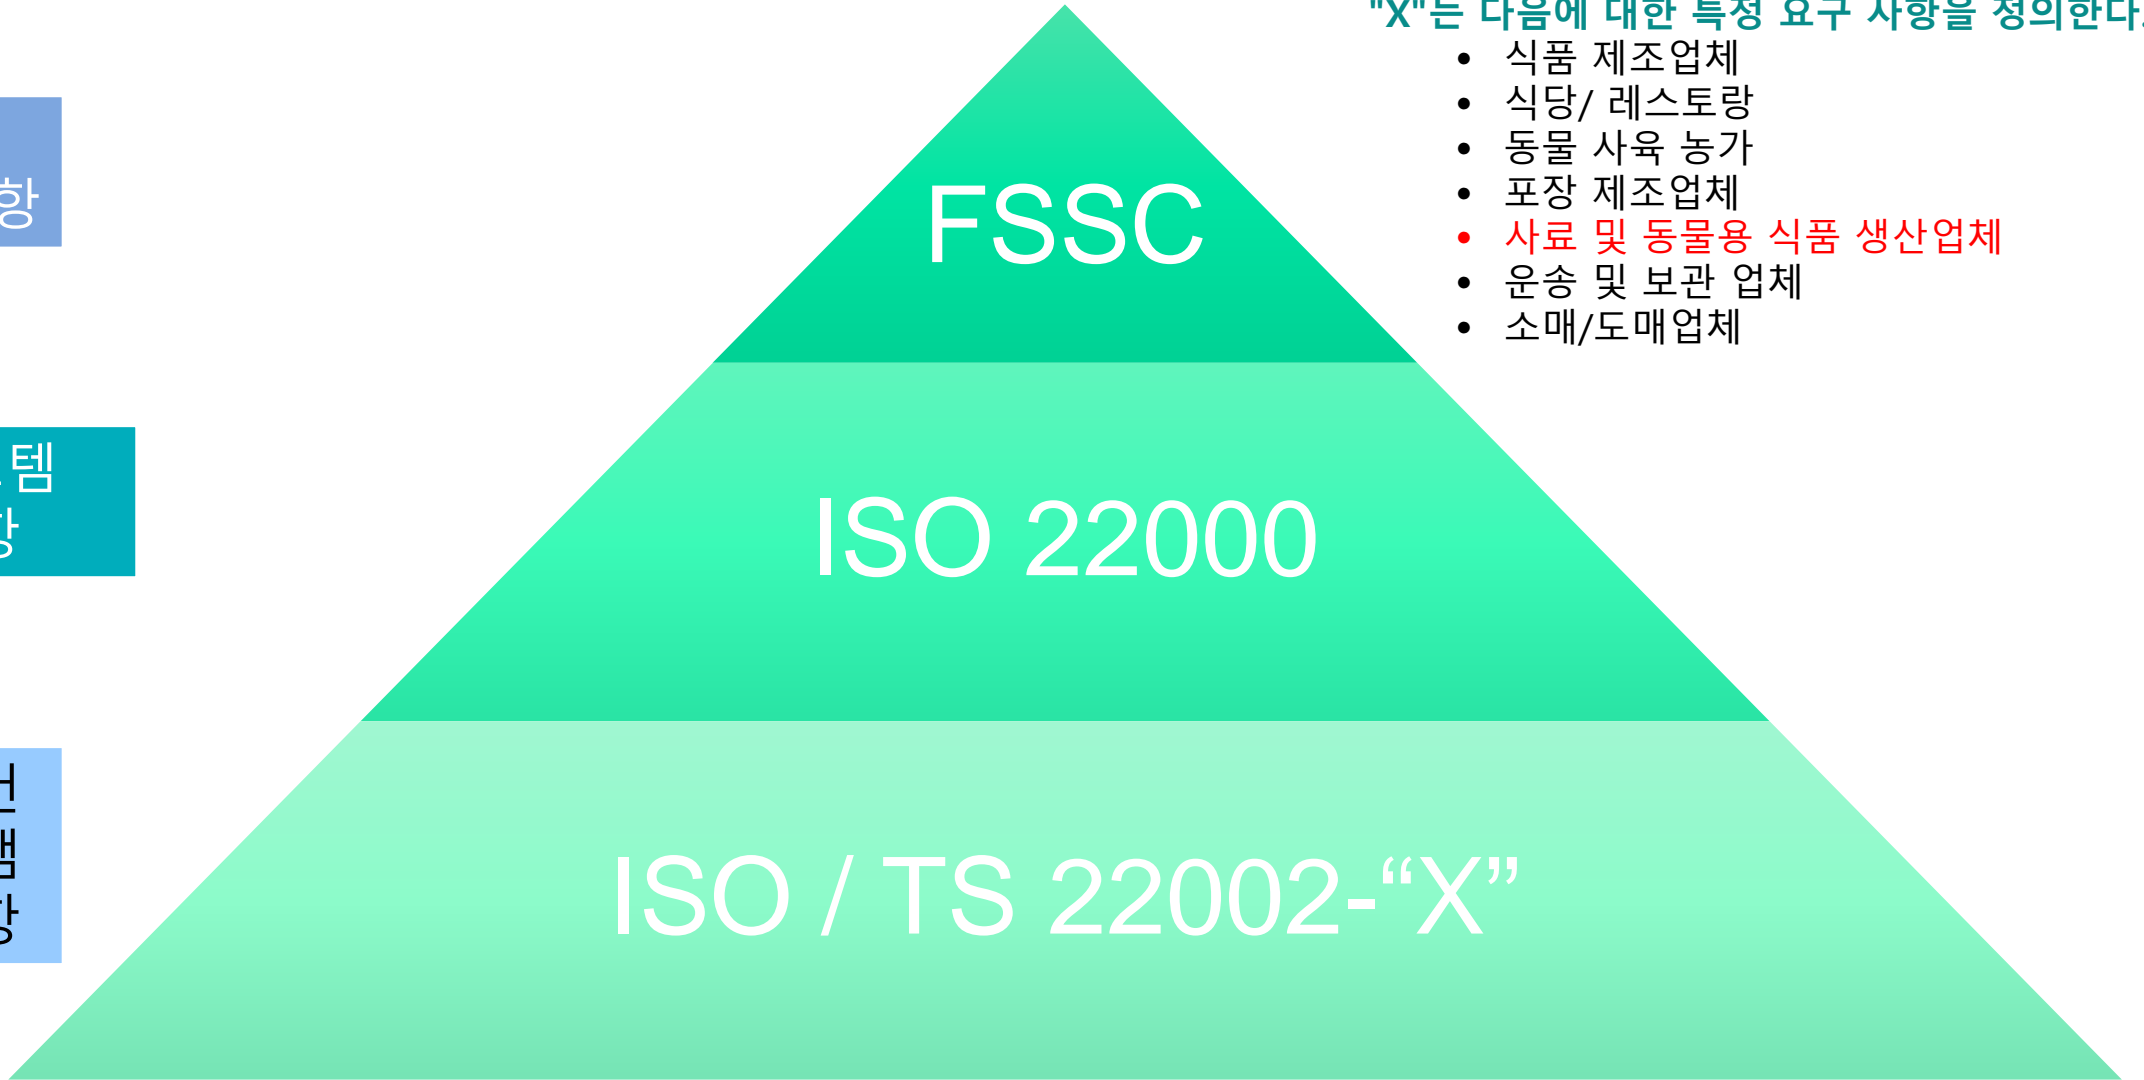 "X"는 다음에 대한 특정 요구 사항을 정의한다.
• 식품 제조업체
• 식당/ 레스토랑
• 동물 사육 농가
• 포장 제조업체
• 사료 및 동물용 식품 생산업체
• 운송 및 보관 업체
• 소매/도매업체
항
FSSC
템
항
ISO 22000
ISO / TS 22002-“X”